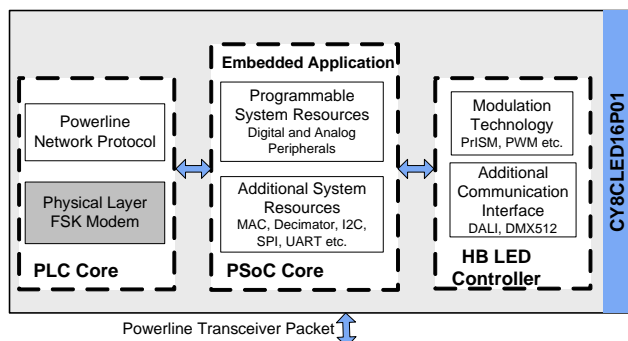 Powerline
Network Protocol
Physical Layer
FSK Modem
PLC Core
Embedded Application
Programmable
System Resources
Digital and Analog
Peripherals
Additional System
Resources
MAC, Decimator, I2C,
SPI, UART etc.
PSoC Core
Modulation
Technology
PrISM, PWM etc.
Additional
Communication
Interface
DALI, DMX512
HB LED
Controller
CY8CLED16P01
Powerline Transceiver Packet